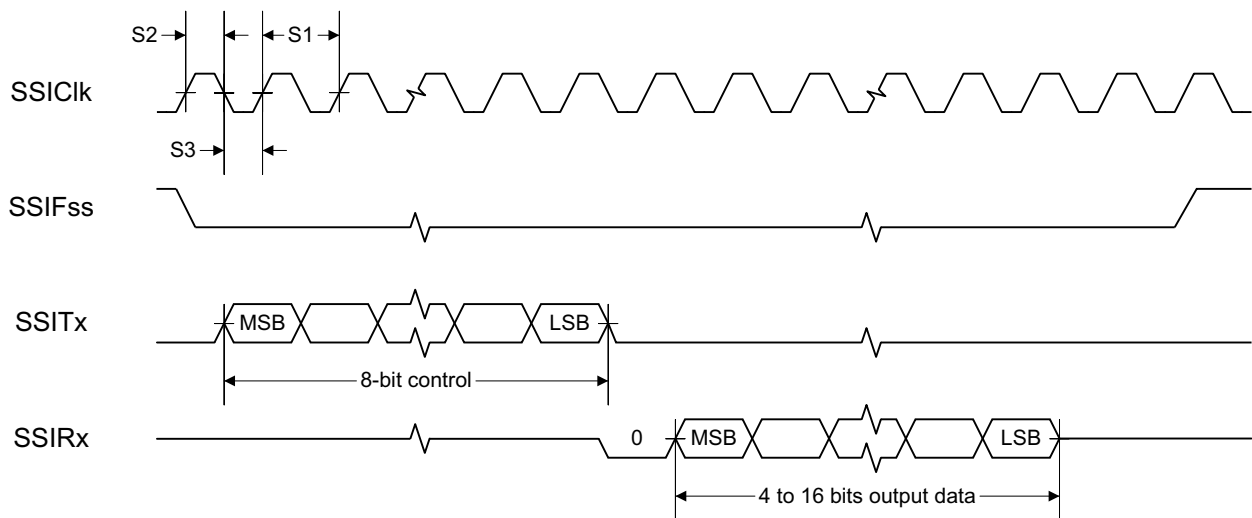 S2
S1
SSIClk
S3
SSIFss
SSITx
MSB
LSB
8-bit control
SSIRx
0
MSB
LSB
4 to 16 bits output data